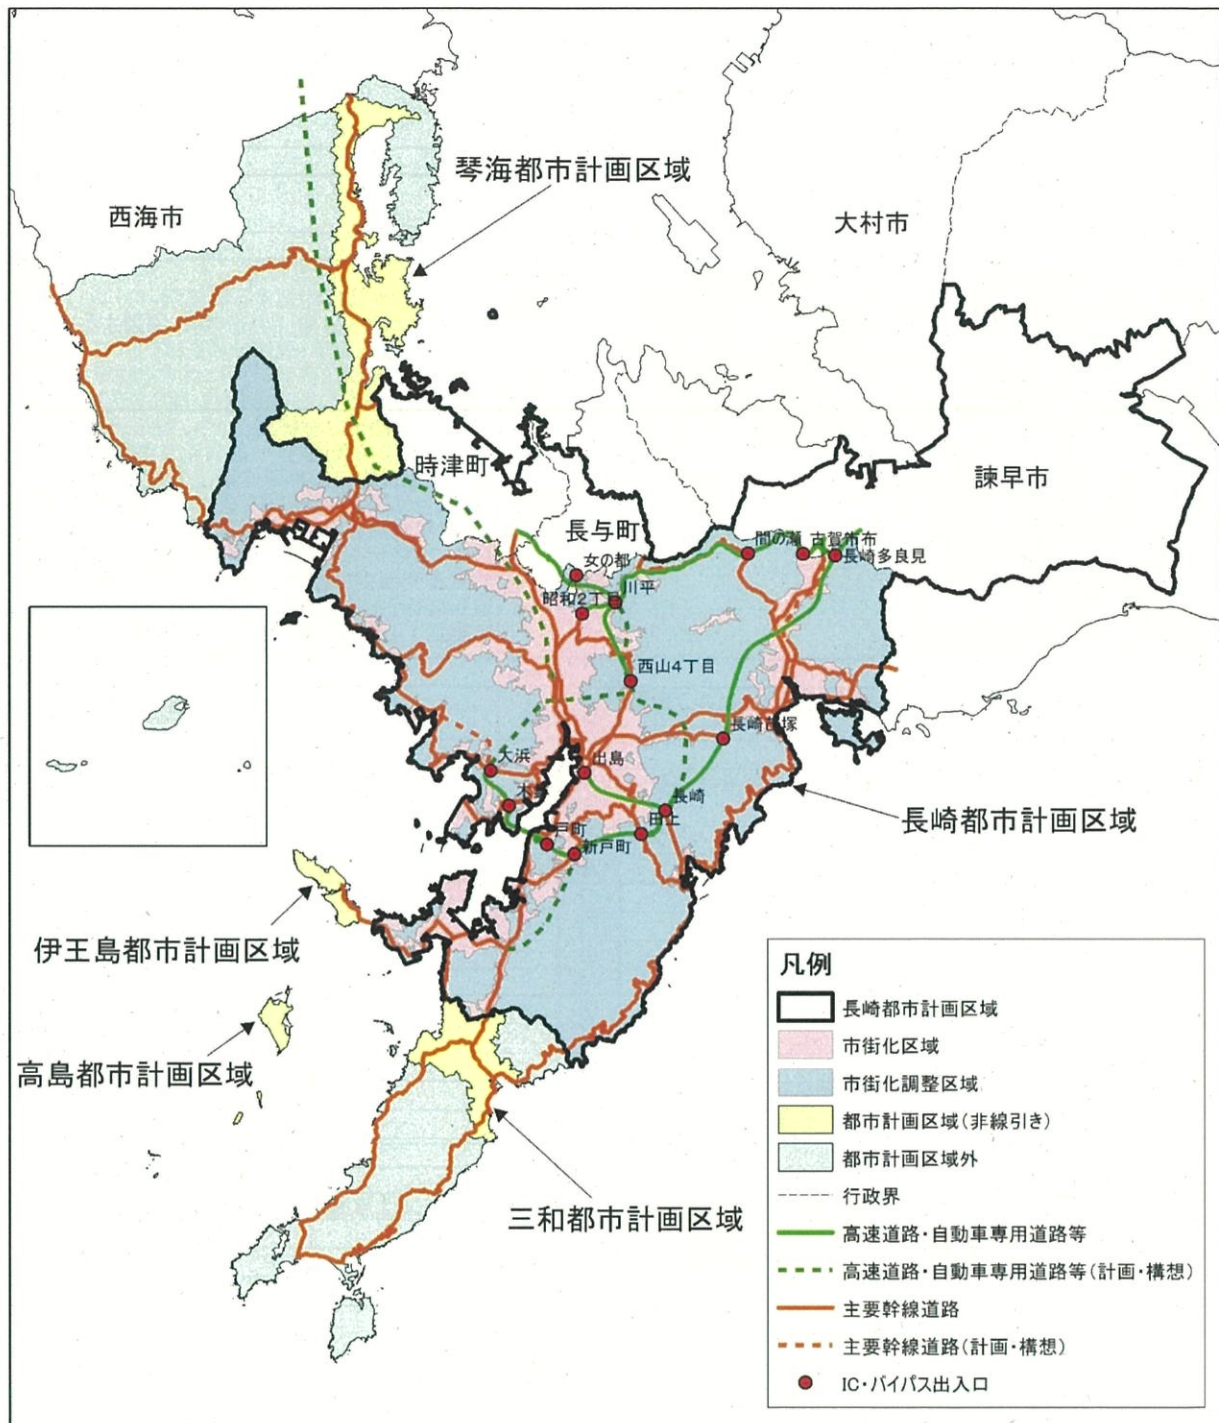 琴海都市計画区域
西海市
大村市
時津町
諫早市
長与町
間の瀬
古賀市布
長崎多良見
女の都
川平
昭和2丁目
西山4丁目
長崎芒塚
大浜
出島
木鉢
長崎
戸町
田上
新戸町
長崎都市計画区域
伊王島都市計画区域
高島都市計画区域
三和都市計画区域
凡例
長崎都市計画区域
市街化区域
市街化調整区域
都市計画区域(非線引き)
都市計画区域外
行政界
高速道路・自動車専用道路等
高速道路・自動車専用道路等(計画・構想)
主要幹線道路
主要幹線道路(計画・構想)
IC・バイパス出入口